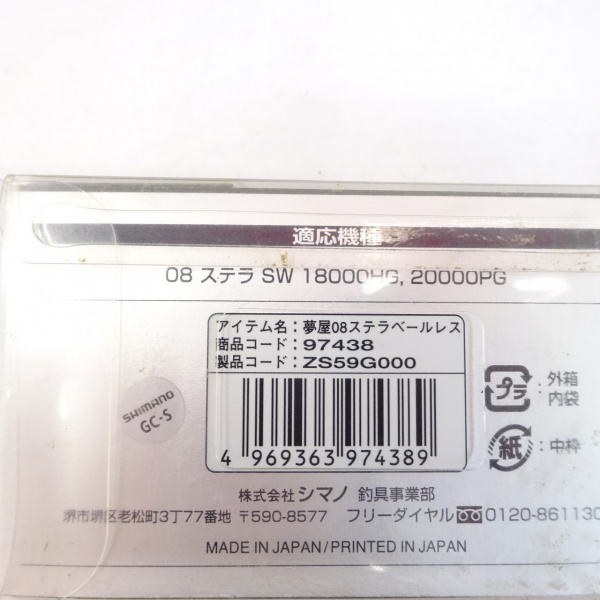 適応機種
08 ステラ SW 18000HG, 20000PG
アイテム名：夢屋08ステラベールレス
商品コード：97438
製品コード：ZS59G000
4 969363 974389
SHIMANO
GC-S
プラ
：外箱
内袋
紙
：中枠
株式会社 シマノ 釣具事業部
堺市堺区老松町3丁77番地 〒590-8577 フリーダイヤル 0120-861130
MADE IN JAPAN/PRINTED IN JAPAN